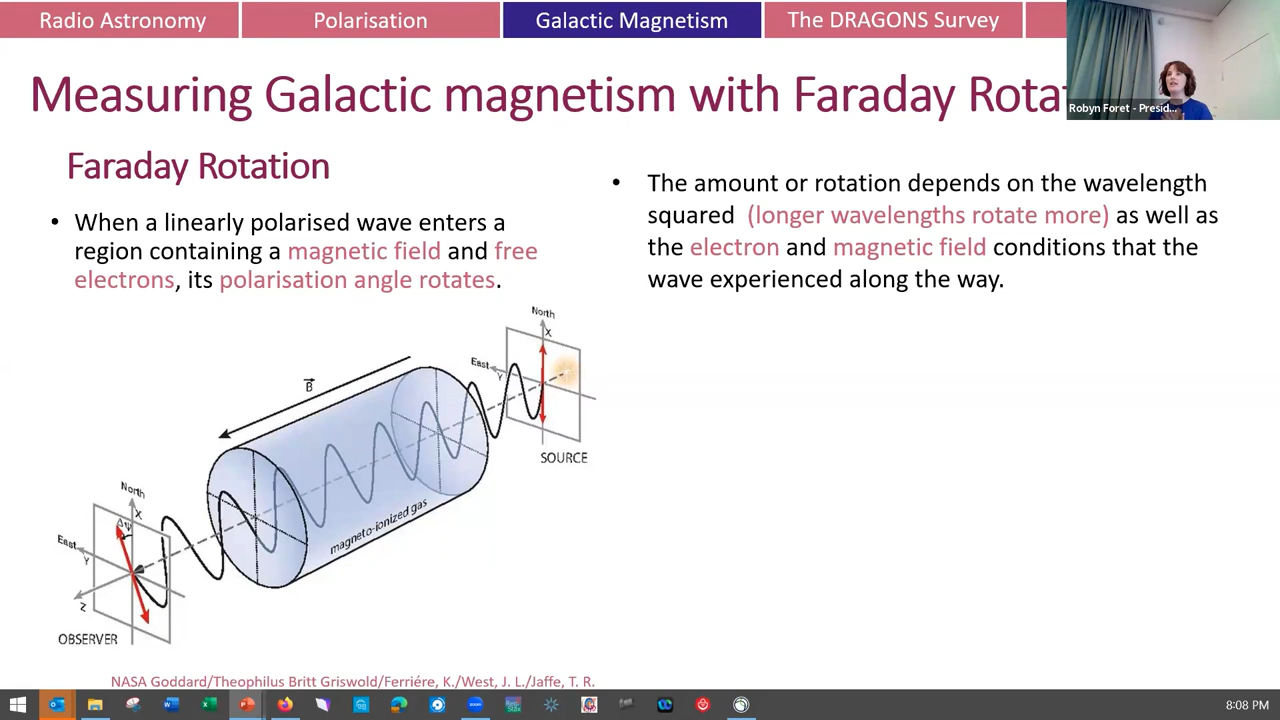 Radio Astronomy
Polarisation
Galactic Magnetism
The DRAGONS Survey
Robyn Foret - Presid...
Measuring Galactic magnetism with Faraday Rotat
Faraday Rotation
• When a linearly polarised wave enters a
region containing a magnetic field and free
electrons, its polarisation angle rotates.
• The amount or rotation depends on the wavelength
squared (longer wavelengths rotate more) as well as
the electron and magnetic field conditions that the
wave experienced along the way.
North
X
East
Y
SOURCE
B
magneto-ionized gas
North
X
Δψ
East
Y
Z
OBSERVER
NASA Goddard/Theophilus Britt Griswold/Ferriére, K./West, J. L./Jaffe, T. R.
8:08 PM